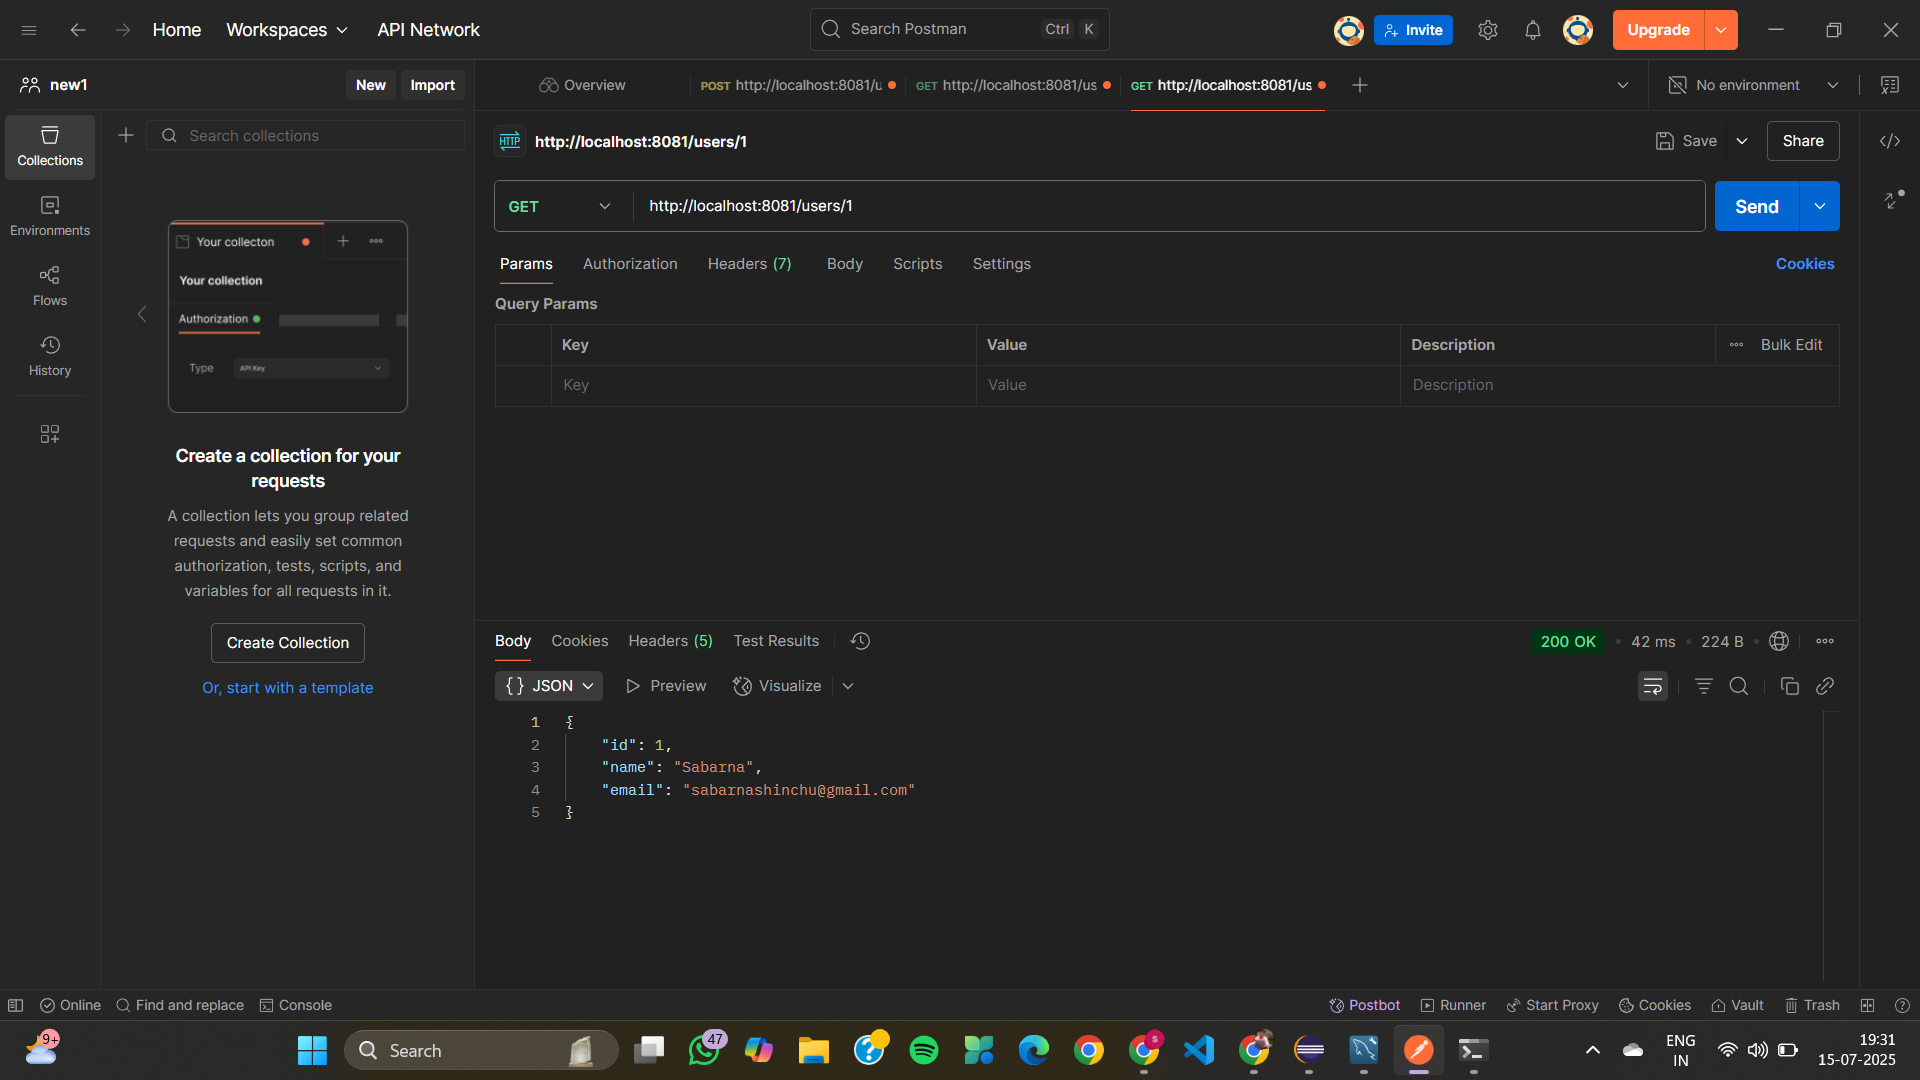 Home
Workspaces
API Network
Search Postman
Ctrl
K
Invite
Upgrade
new1
New
Import
Overview
POST http://localhost:8081/u
GET http://localhost:8081/us
GET http://localhost:8081/us
No environment
Collections
Environments
Flows
History
Search collections
Your collecton
Your collection
Authorization
Type
API Key
Create a collection for your
requests
A collection lets you group related
requests and easily set common
authorization, tests, scripts, and
variables for all requests in it.
Create Collection
Or, start with a template
HTTP
http://localhost:8081/users/1
Save
Share
GET
http://localhost:8081/users/1
Send
Params
Authorization
Headers (7)
Body
Scripts
Settings
Cookies
Query Params
Key
Value
Description
Bulk Edit
Key
Value
Description
Body
Cookies
Headers (5)
Test Results
200 OK
42 ms
224 B
{} JSON
Preview
Visualize
1 {
2 "id": 1,
3 "name": "Sabarna",
4 "email": "sabarnashinchu@gmail.com"
5 }
Online
Find and replace
Console
Postbot
Runner
Start Proxy
Cookies
Vault
Trash
9+
Search
47
S
ENG
IN
19:31
15-07-2025